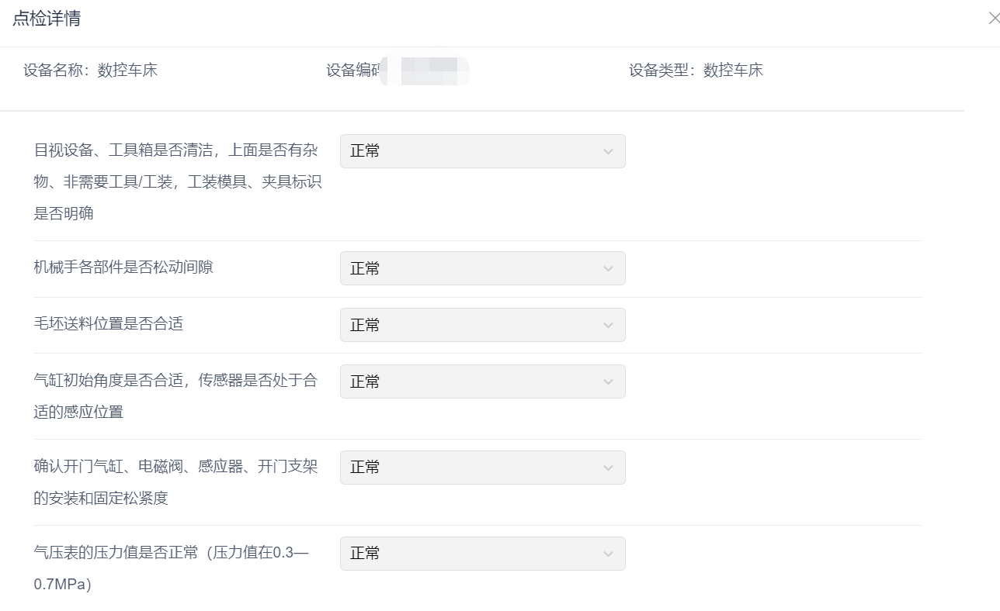 点检详情
设备名称：数控车床
设备编码
设备类型：数控车床
目视设备、工具箱是否清洁，上面是否有杂
物、非需要工具/工装，工装模具、夹具标识
是否明确
正常
机械手各部件是否松动间隙
正常
毛坯送料位置是否合适
正常
气缸初始角度是否合适，传感器是否处于合
适的感应位置
正常
确认开门气缸、电磁阀、感应器、开门支架
的安装和固定松紧度
正常
气压表的压力值是否正常（压力值在0.3—
0.7MPa）
正常